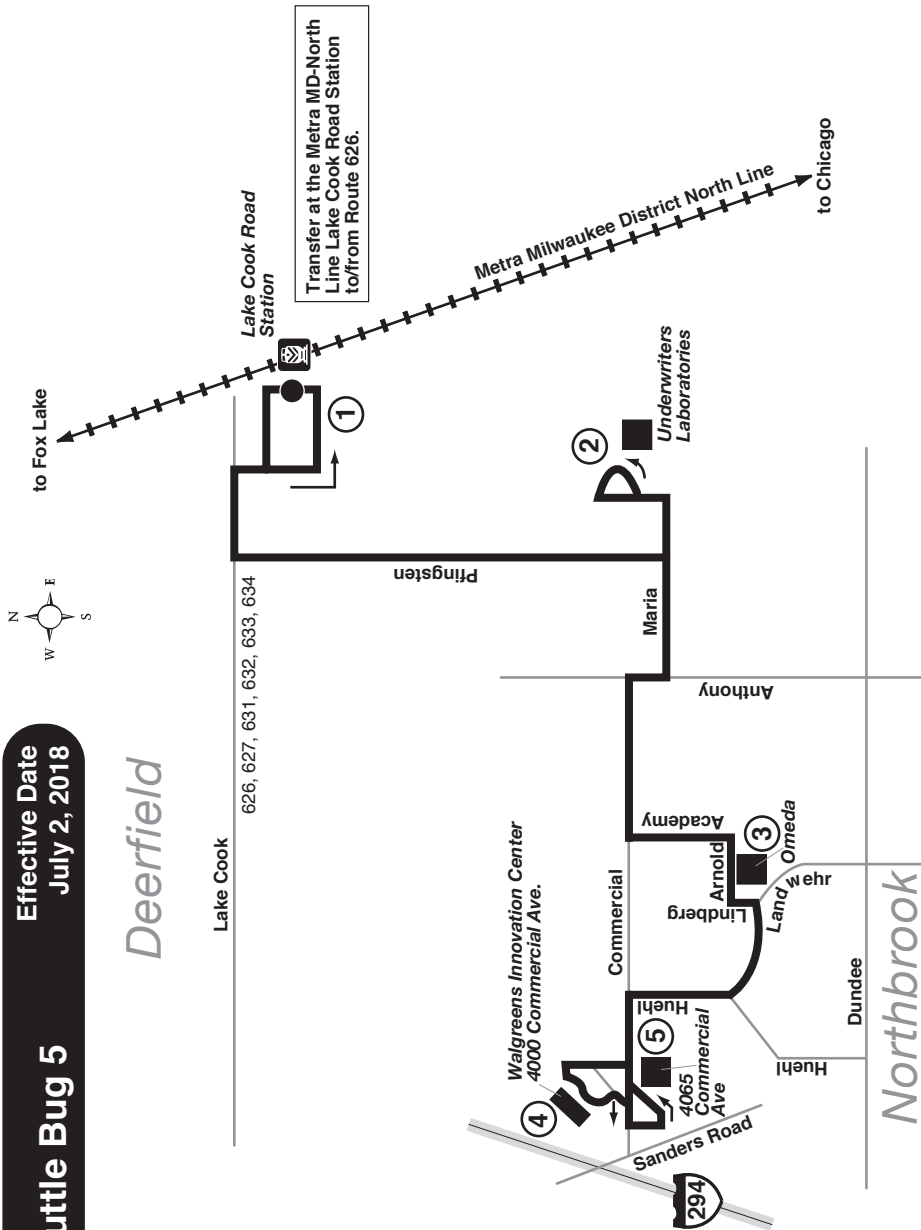 uttle Bug 5
Effective Date
July 2, 2018
N
W
E
S
to Fox Lake
Deerfield
Lake Cook
626, 627, 631, 632, 633, 634
Lake Cook Road
Station
Transfer at the Metra MD-North
Line Lake Cook Road Station
to/from Route 626.
1
Metra Milwaukee District North Line
to Chicago
Pfingsten
2
Underwriters
Laboratories
Maria
Anthony
Walgreens Innovation Center
4000 Commercial Ave.
4
Commercial
Academy
Arnold
3
Omeda
Lindberg
Landwehr
Huehl
5
4065
Commercial
Ave
Sanders Road
294
Huehl
Dundee
Northbrook